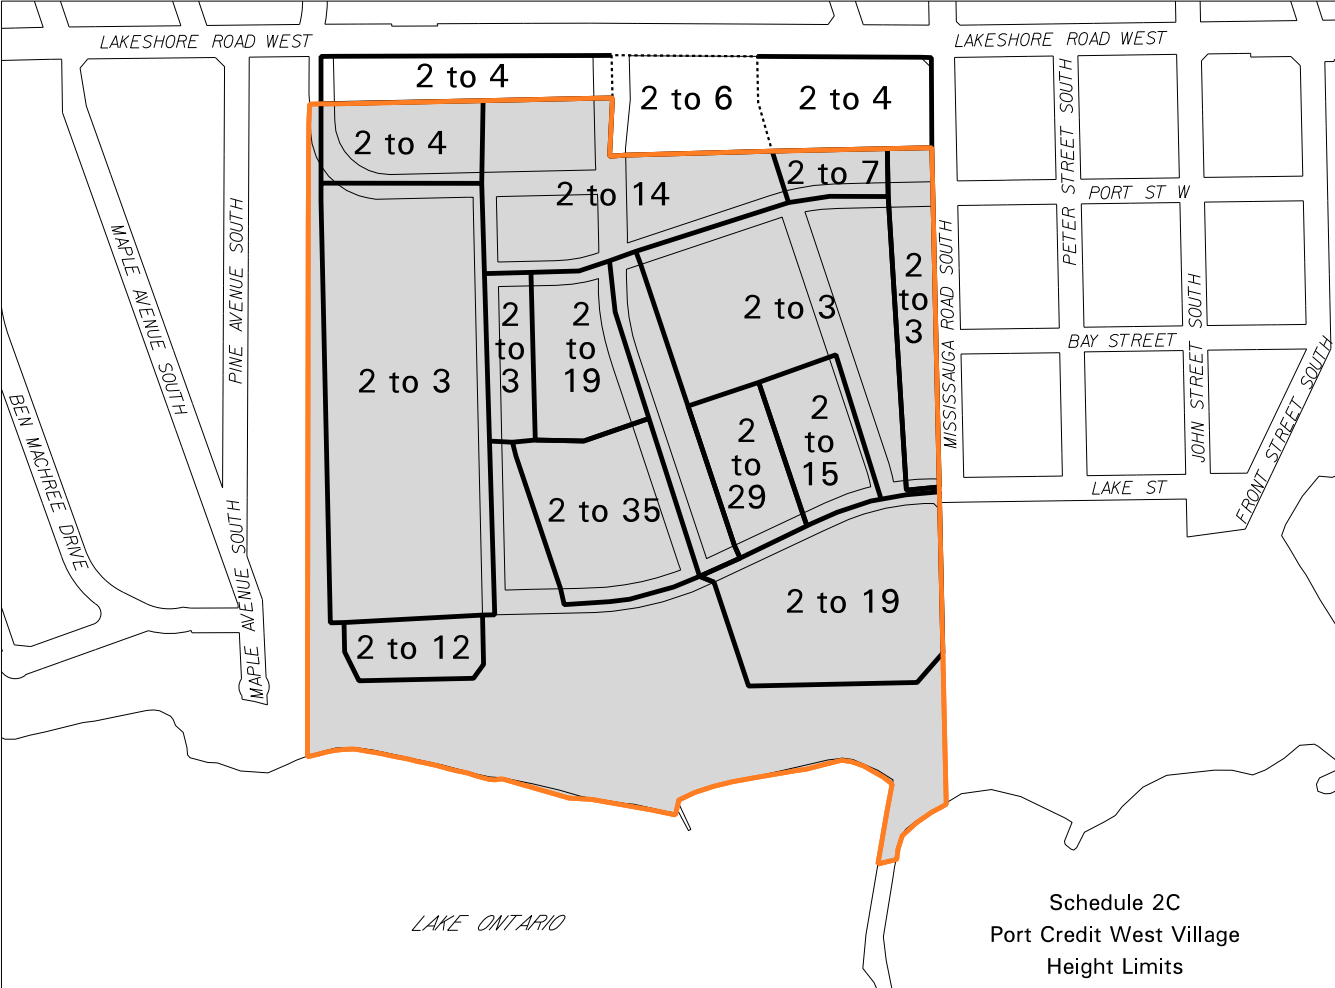 LAKESHORE ROAD WEST
LAKESHORE ROAD WEST
2 to 4
2 to 6
2 to 4
2 to 4
2 to 7
2 to 14
PETER STREET SOUTH
PORT ST W
MAPLE AVENUE SOUTH
PINE AVENUE SOUTH
2
to
3
2 to 3
2
to
3
2
to
19
MISSISSAUGA ROAD SOUTH
BAY STREET
JOHN STREET SOUTH
FRONT STREET SOUTH
2 to 3
BEN MACHREE DRIVE
2
to
29
2
to
15
LAKE ST
2 to 35
MAPLE AVENUE SOUTH
2 to 19
2 to 12
LAKE ONTARIO
Schedule 2C
Port Credit West Village
Height Limits